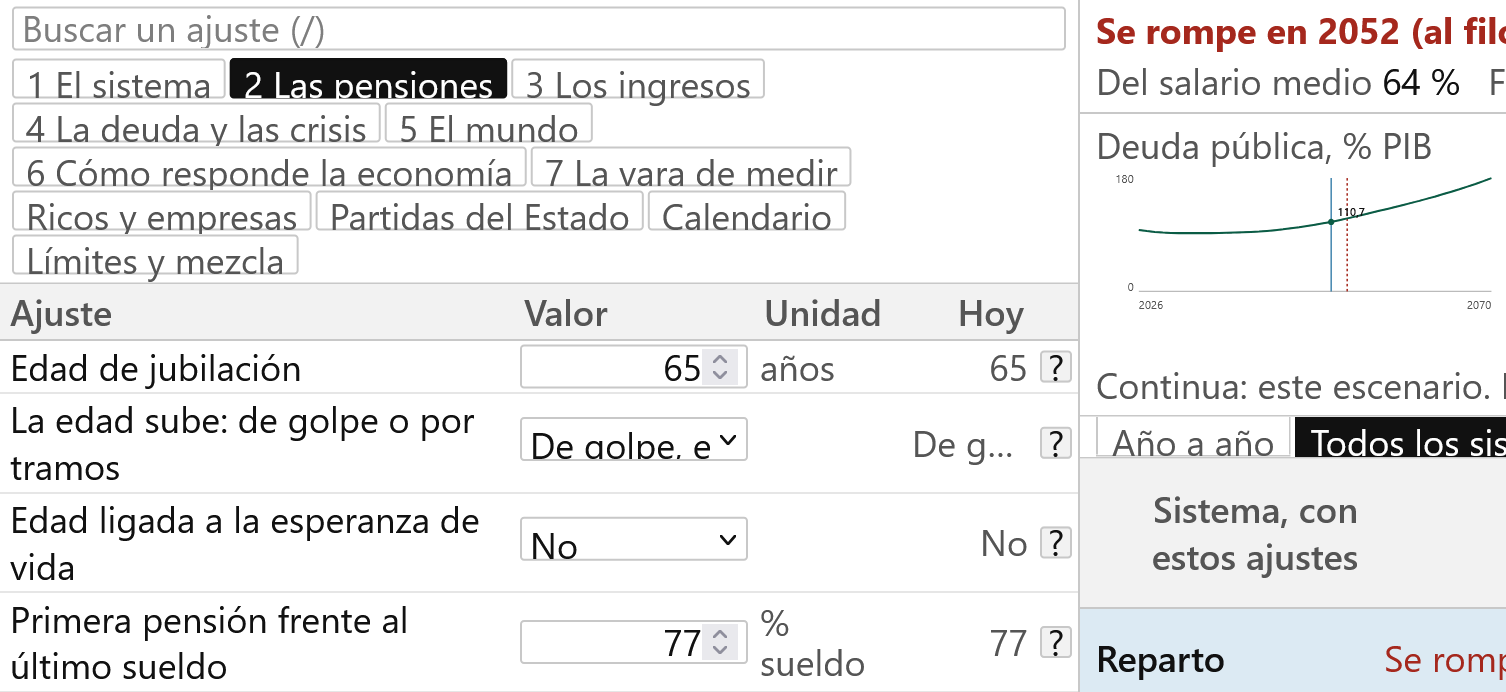 Buscar un ajuste (/)
1 El sistema
2 Las pensiones
3 Los ingresos
4 La deuda y las crisis
5 El mundo
6 Cómo responde la economía
7 La vara de medir
Ricos y empresas
Partidas del Estado
Calendario
Límites y mezcla
Ajuste Valor Unidad Hoy
Edad de jubilación 65 años 65 ?
La edad sube: de golpe o por
tramos
De golpe, e De g... ?
Edad ligada a la esperanza de
vida
No No ?
Primera pensión frente al
último sueldo
77 % sueldo 77 ?
Se rompe en 2052 (al filo
Del salario medio 64 % F
Deuda pública, % PIB
180
110,7
0
2026 2070
Continua: este escenario.
Año a año
Todos los sis
Sistema, con
estos ajustes
Reparto Se romp